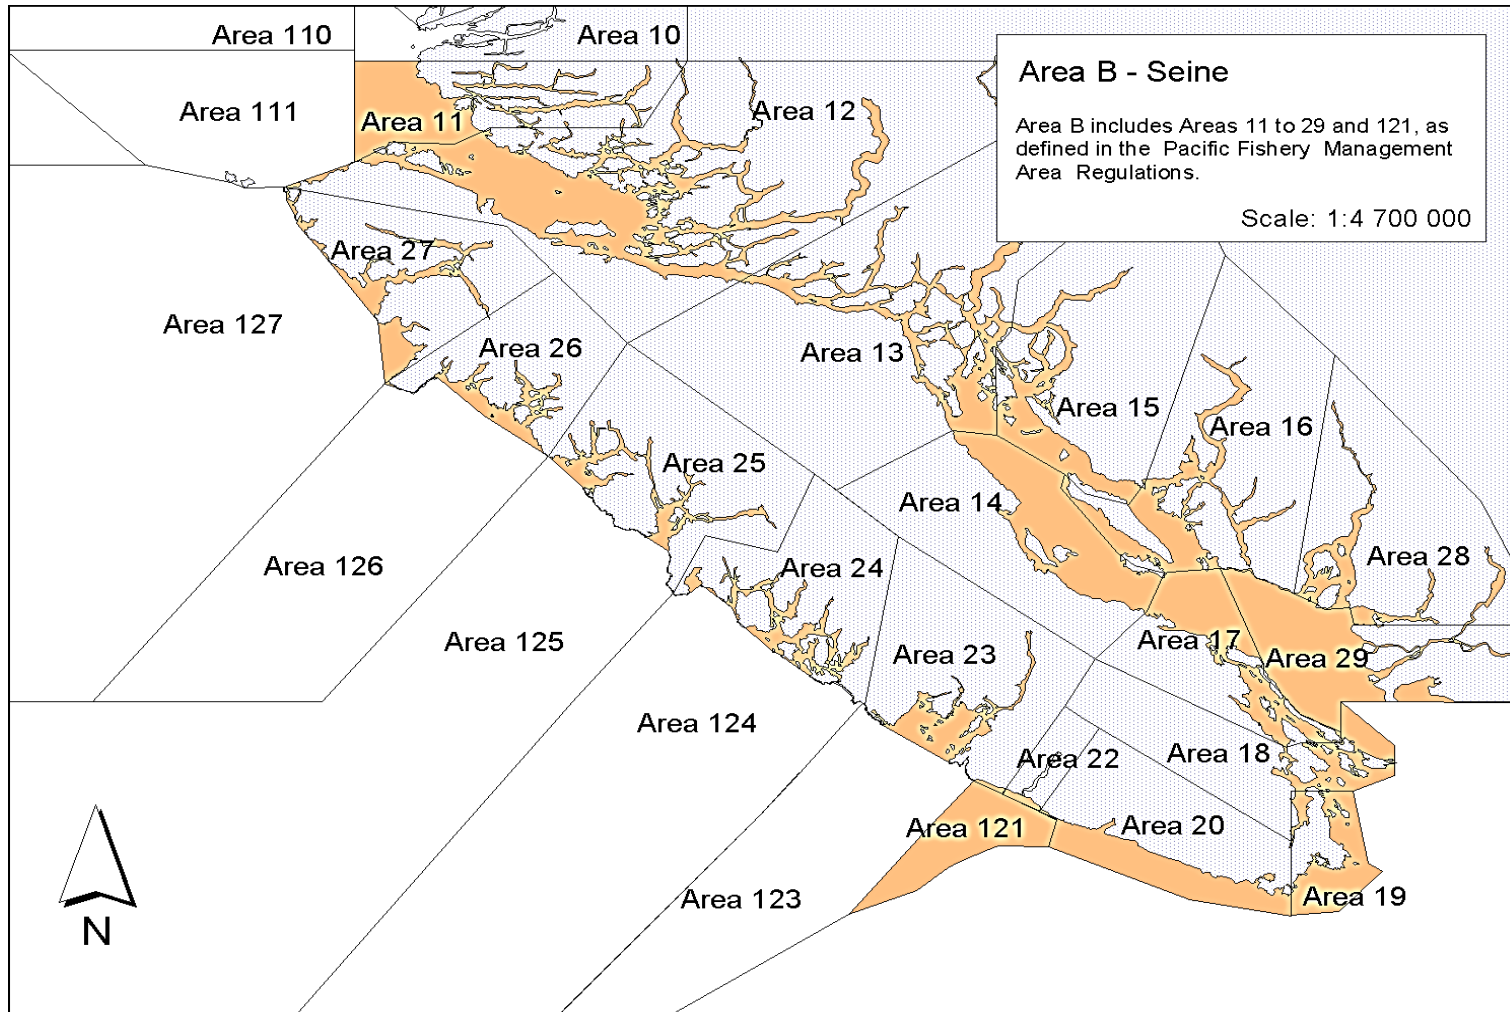 Area 110
Area 10
Area B - Seine
Area B includes Areas 11 to 29 and 121, as
defined in the Pacific Fishery Management
Area Regulations.
Scale: 1:4 700 000
Area 111
Area 11
Area 12
Area 27
Area 127
Area 26
Area 13
Area 15
Area 16
Area 25
Area 14
Area 126
Area 24
Area 28
Area 125
Area 23
Area 17
Area 29
Area 124
Area 22
Area 18
Area 121
Area 20
Area 123
Area 19
N